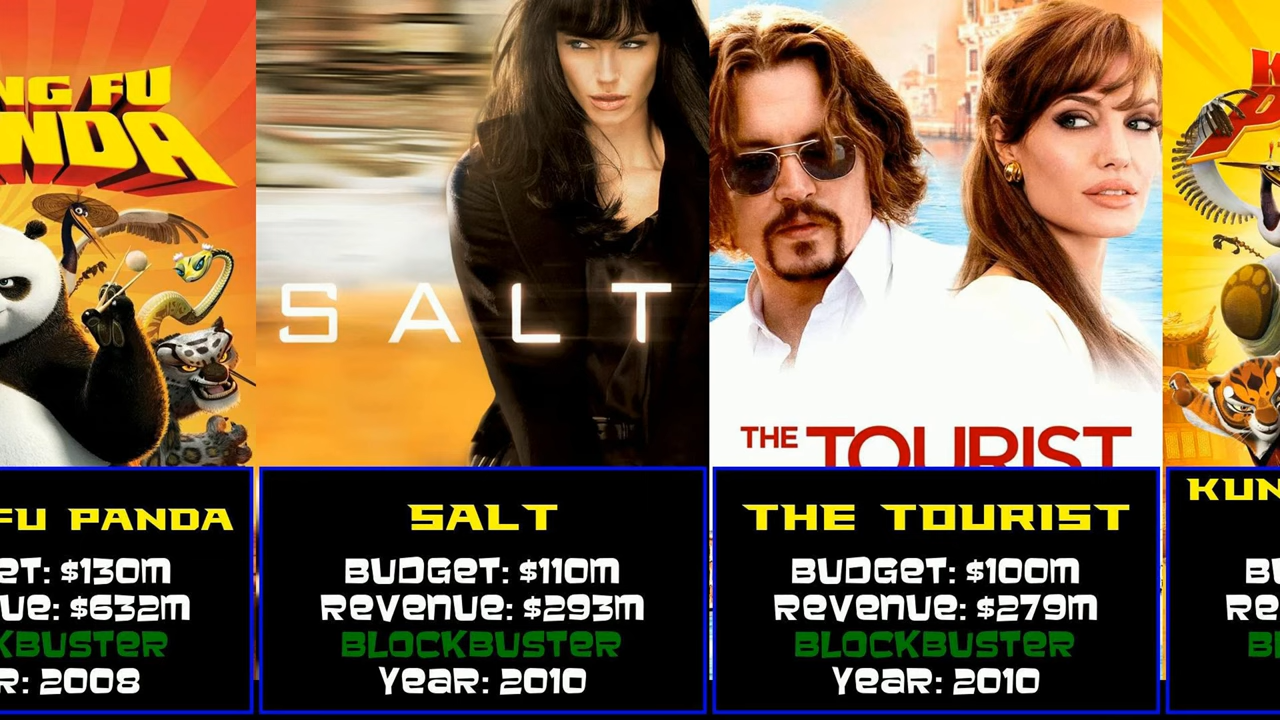 NG FU
NDA
SALT
THE TOURIST
FU PANDA
ET: $130M
UE: $632M
KBUSTER
R: 2008
SALT
BUDGET: $110M
REVENUE: $293M
BLOCKBUSTER
YEAR: 2010
THE TOURIST
BUDGET: $100M
REVENUE: $279M
BLOCKBUSTER
YEAR: 2010
KUN
BU
RE
BL